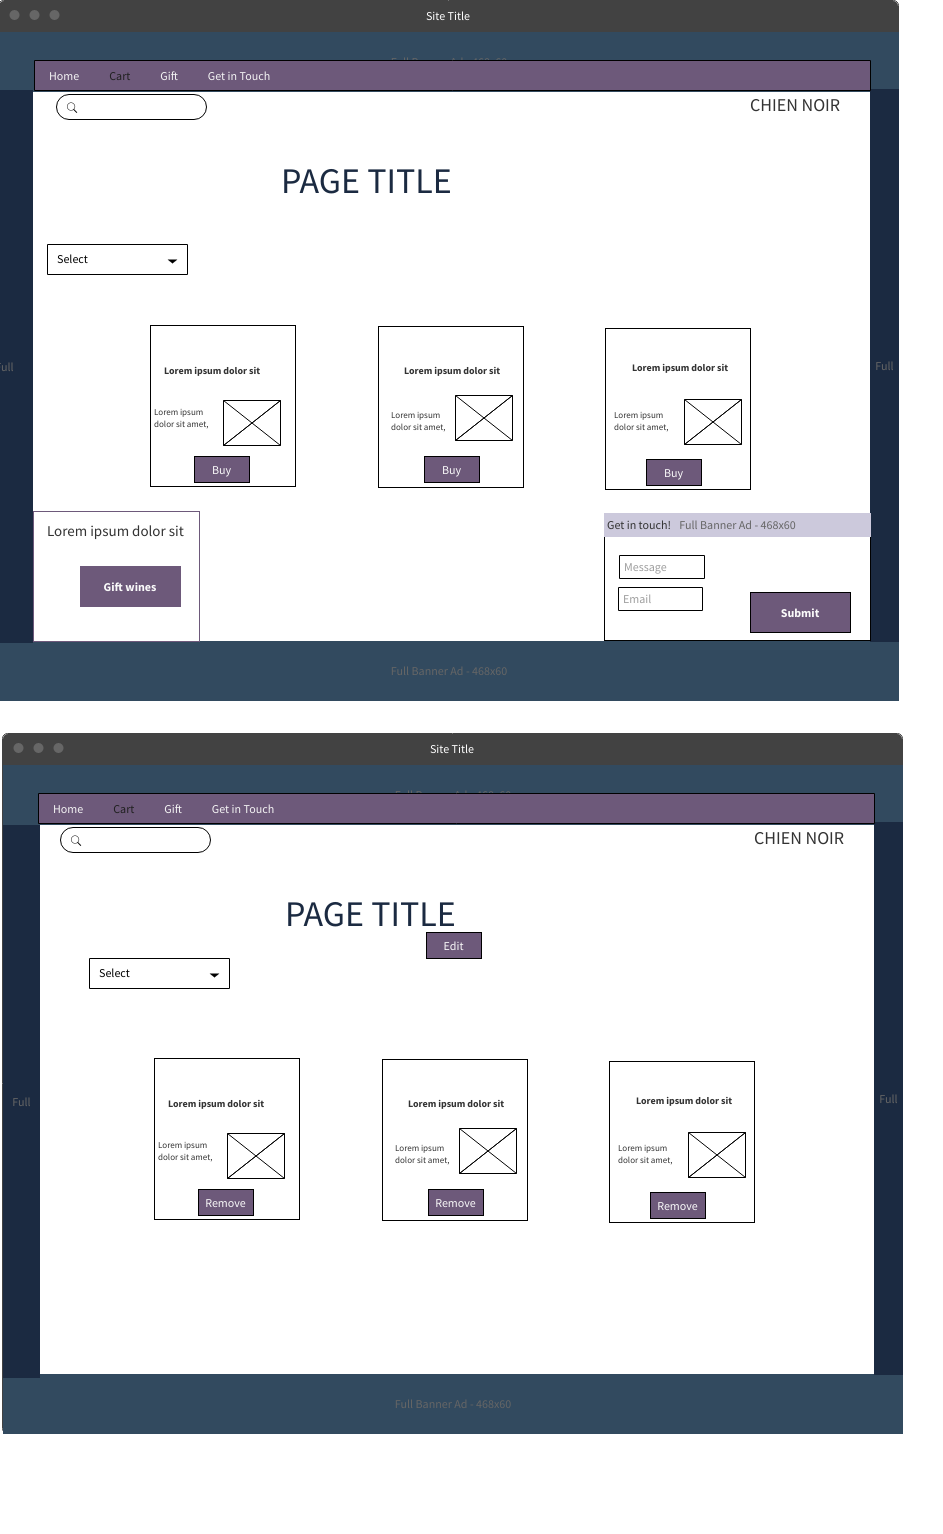 Site Title
Home Cart Gift Get in Touch
CHIEN NOIR
PAGE TITLE
Select
Full
Lorem ipsum dolor sit
Lorem ipsum
dolor sit amet,
Buy
Lorem ipsum dolor sit
Lorem ipsum
dolor sit amet,
Buy
Lorem ipsum dolor sit
Lorem ipsum
dolor sit amet,
Buy
Lorem ipsum dolor sit
Gift wines
Get in touch! Full Banner Ad - 468x60
Message
Email
Submit
Full Banner Ad - 468x60
Site Title
Home Cart Gift Get in Touch
CHIEN NOIR
PAGE TITLE
Edit
Select
Full
Full
Lorem ipsum dolor sit
Lorem ipsum
dolor sit amet,
Remove
Lorem ipsum dolor sit
Lorem ipsum
dolor sit amet,
Remove
Lorem ipsum dolor sit
Lorem ipsum
dolor sit amet,
Remove
Full Banner Ad - 468x60